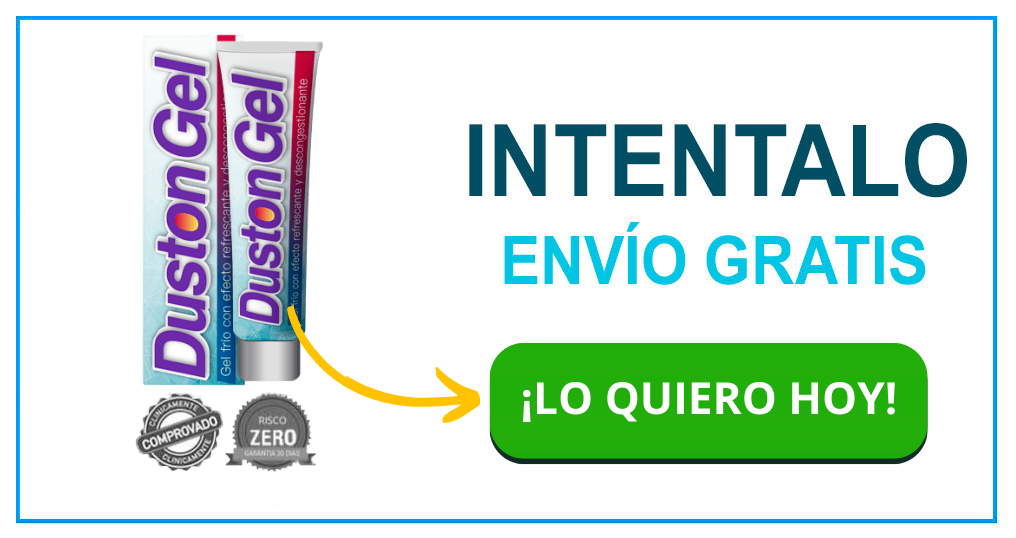 Duston Gel
Gel frío con efecto refrescante y descongesti
Duston Gel
frío con efecto refrescante y descongestionante
INTENTALO
ENVÍO GRATIS
¡LO QUIERO HOY!
CLINICAMENTE
COMPROVADO
CLINICAMENTE
RISCO
ZERO
GARANTIA 30 DIAS